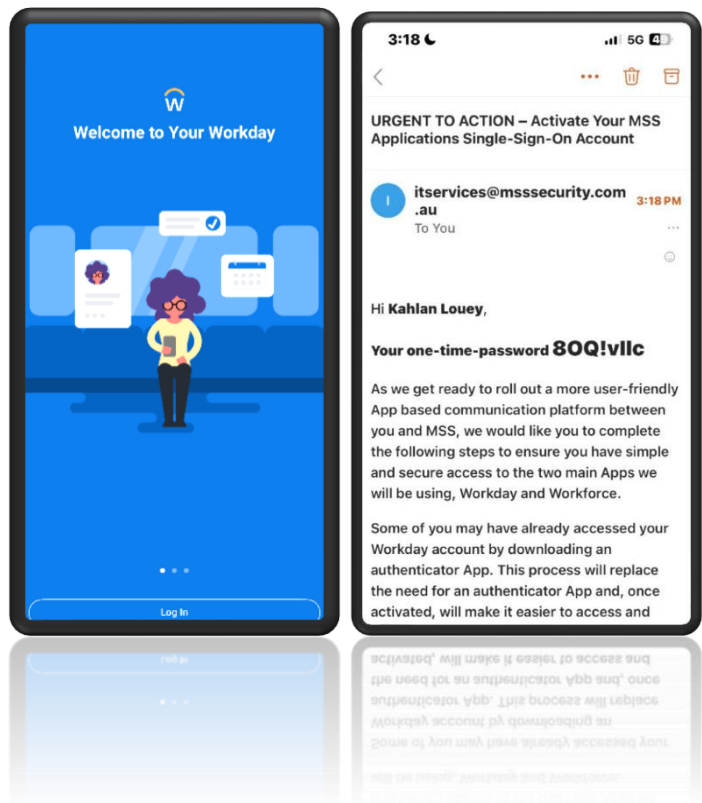 W
Welcome to Your Workday
Log In
3:18
5G 49
URGENT TO ACTION – Activate Your MSS
Applications Single-Sign-On Account
I
itservices@msssecurity.com
.au
3:18 PM
To You
Hi Kahlan Louey,
Your one-time-password 8OQ!vllc
As we get ready to roll out a more user-friendly
App based communication platform between
you and MSS, we would like you to complete
the following steps to ensure you have simple
and secure access to the two main Apps we
will be using, Workday and Workforce.
Some of you may have already accessed your
Workday account by downloading an
authenticator App. This process will replace
the need for an authenticator App and, once
activated, will make it easier to access and